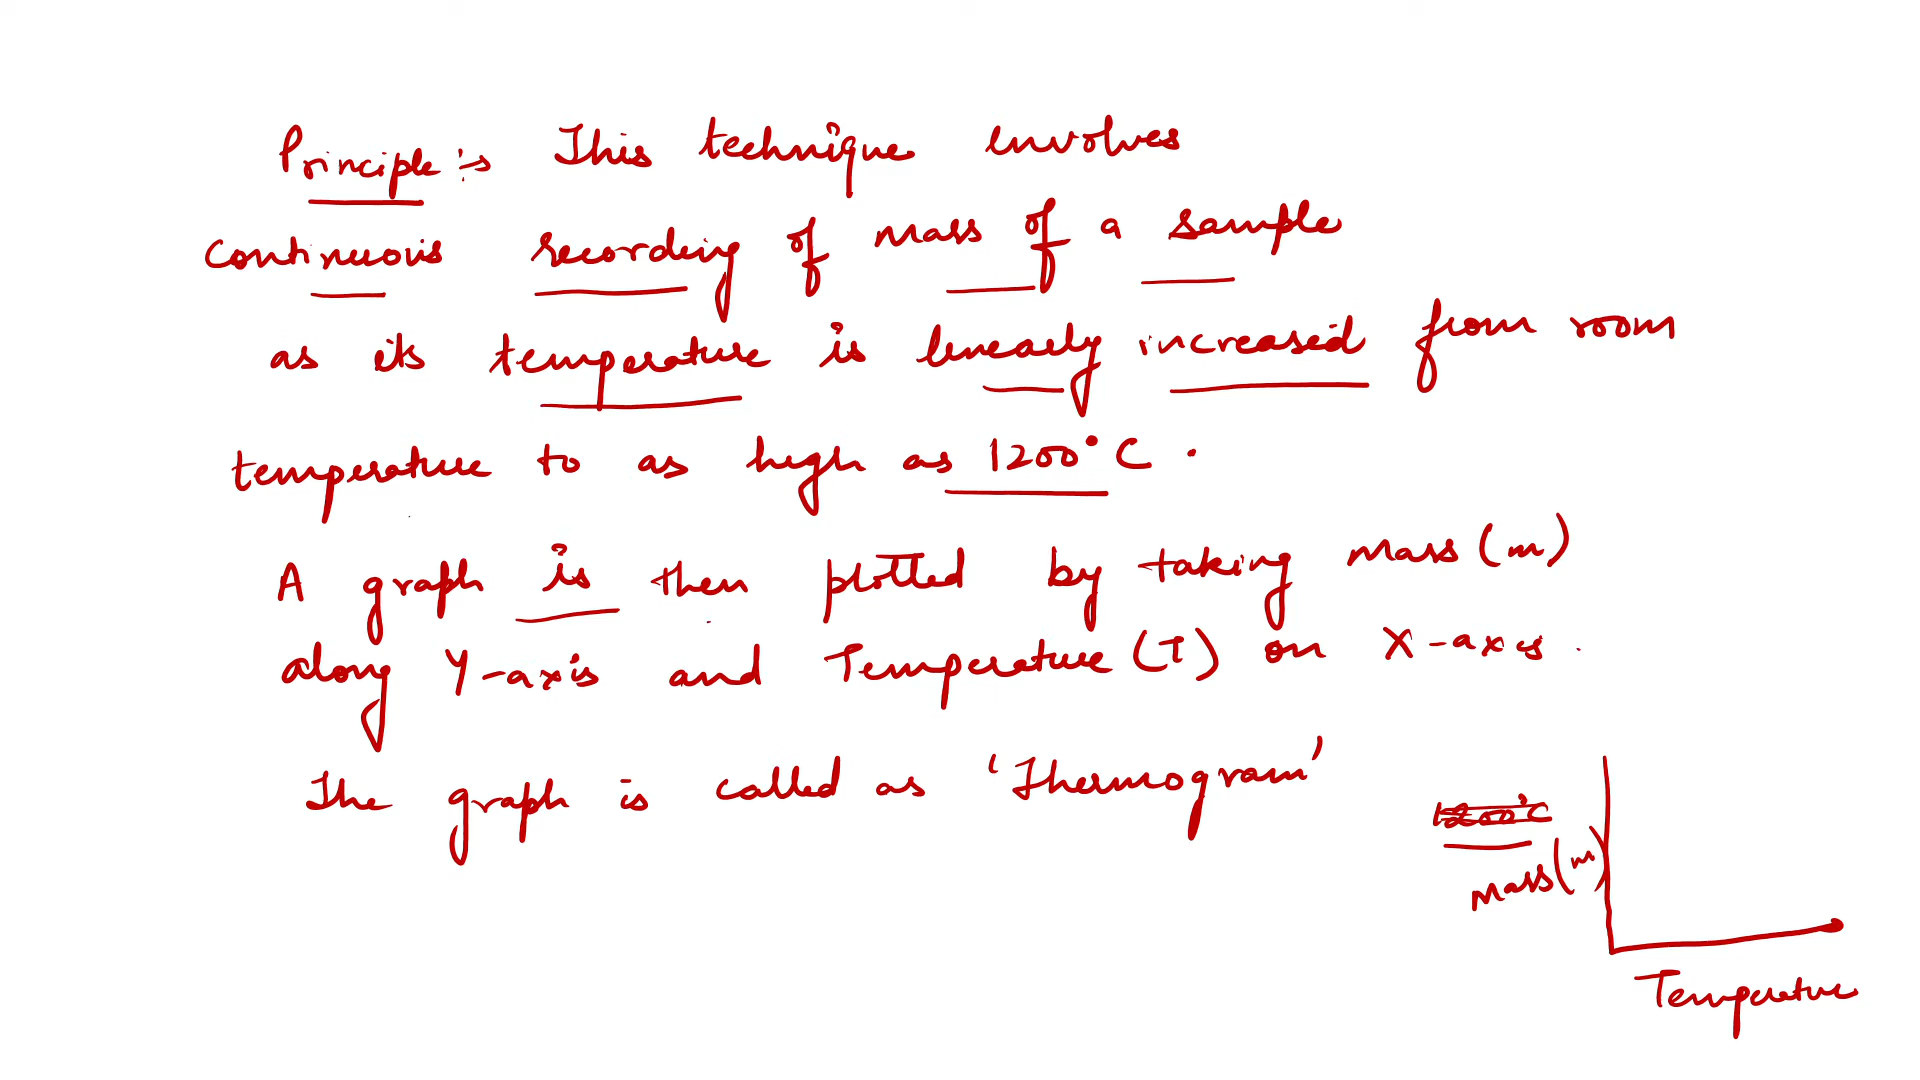 Principle :-
This technique involves
continuous recording of mass of a sample
as its temperature is linearly increased from room
temperature to as high as 1200°C.
A graph is then plotted by taking mass (m)
along Y-axis and Temperature (T) on X-axis.
The graph is called as 'Thermogram'
1200°C
Mass (m)
Temperature